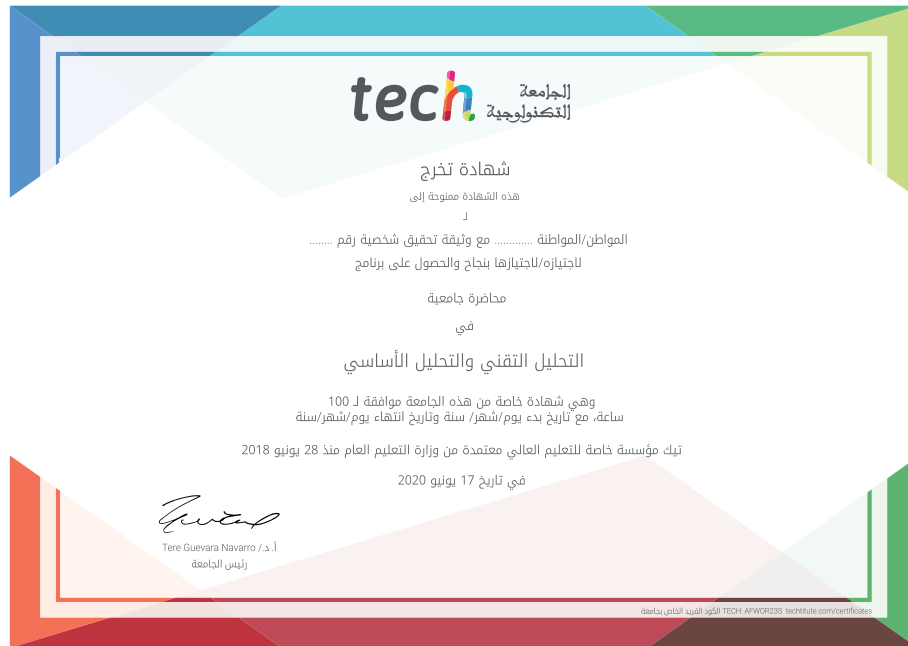 tech الجامعة
التكنولوجية
شهادة تخرج
هذه الشهادة ممنوحة إلى
لـ
المواطن/المواطنة ............. مع وثيقة تحقيق شخصية رقم ........
لاجتيازه/لاجتيازها بنجاح والحصول على برنامج
محاضرة جامعية
في
التحليل التقني والتحليل الأساسي
وهي شهادة خاصة من هذه الجامعة موافقة لـ 100
ساعة، مع تاريخ بدء يوم/شهر/ سنة وتاريخ انتهاء يوم/شهر/سنة
تيك مؤسسة خاصة للتعليم العالي معتمدة من وزارة التعليم العام منذ 28 يونيو 2018
في تاريخ 17 يونيو 2020
أ. د./ Tere Guevara Navarro
رئيس الجامعة
الكود الفريد الخاص بجامعة TECH: AFWOR23S techtitute.com/certificates